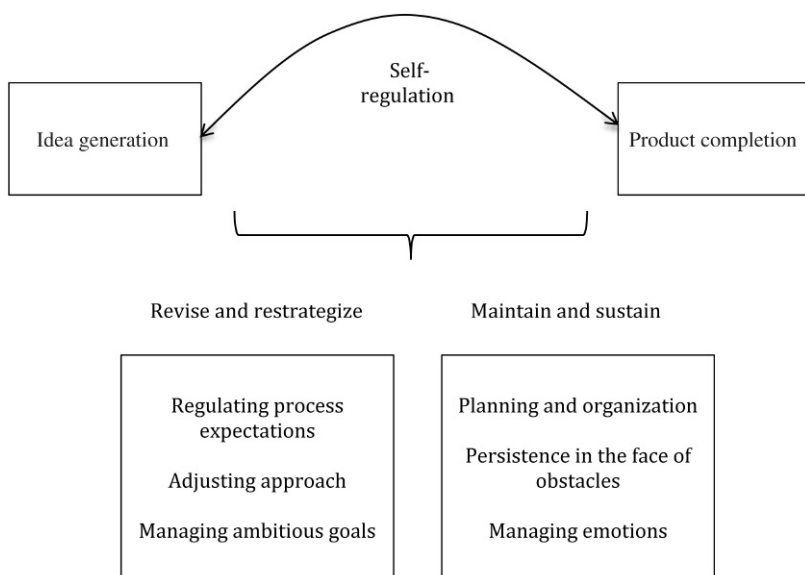 Self-
regulation
Idea generation
Product completion
Revise and restrategize
Maintain and sustain
Regulating process
expectations
Adjusting approach
Managing ambitious goals
Planning and organization
Persistence in the face of
obstacles
Managing emotions